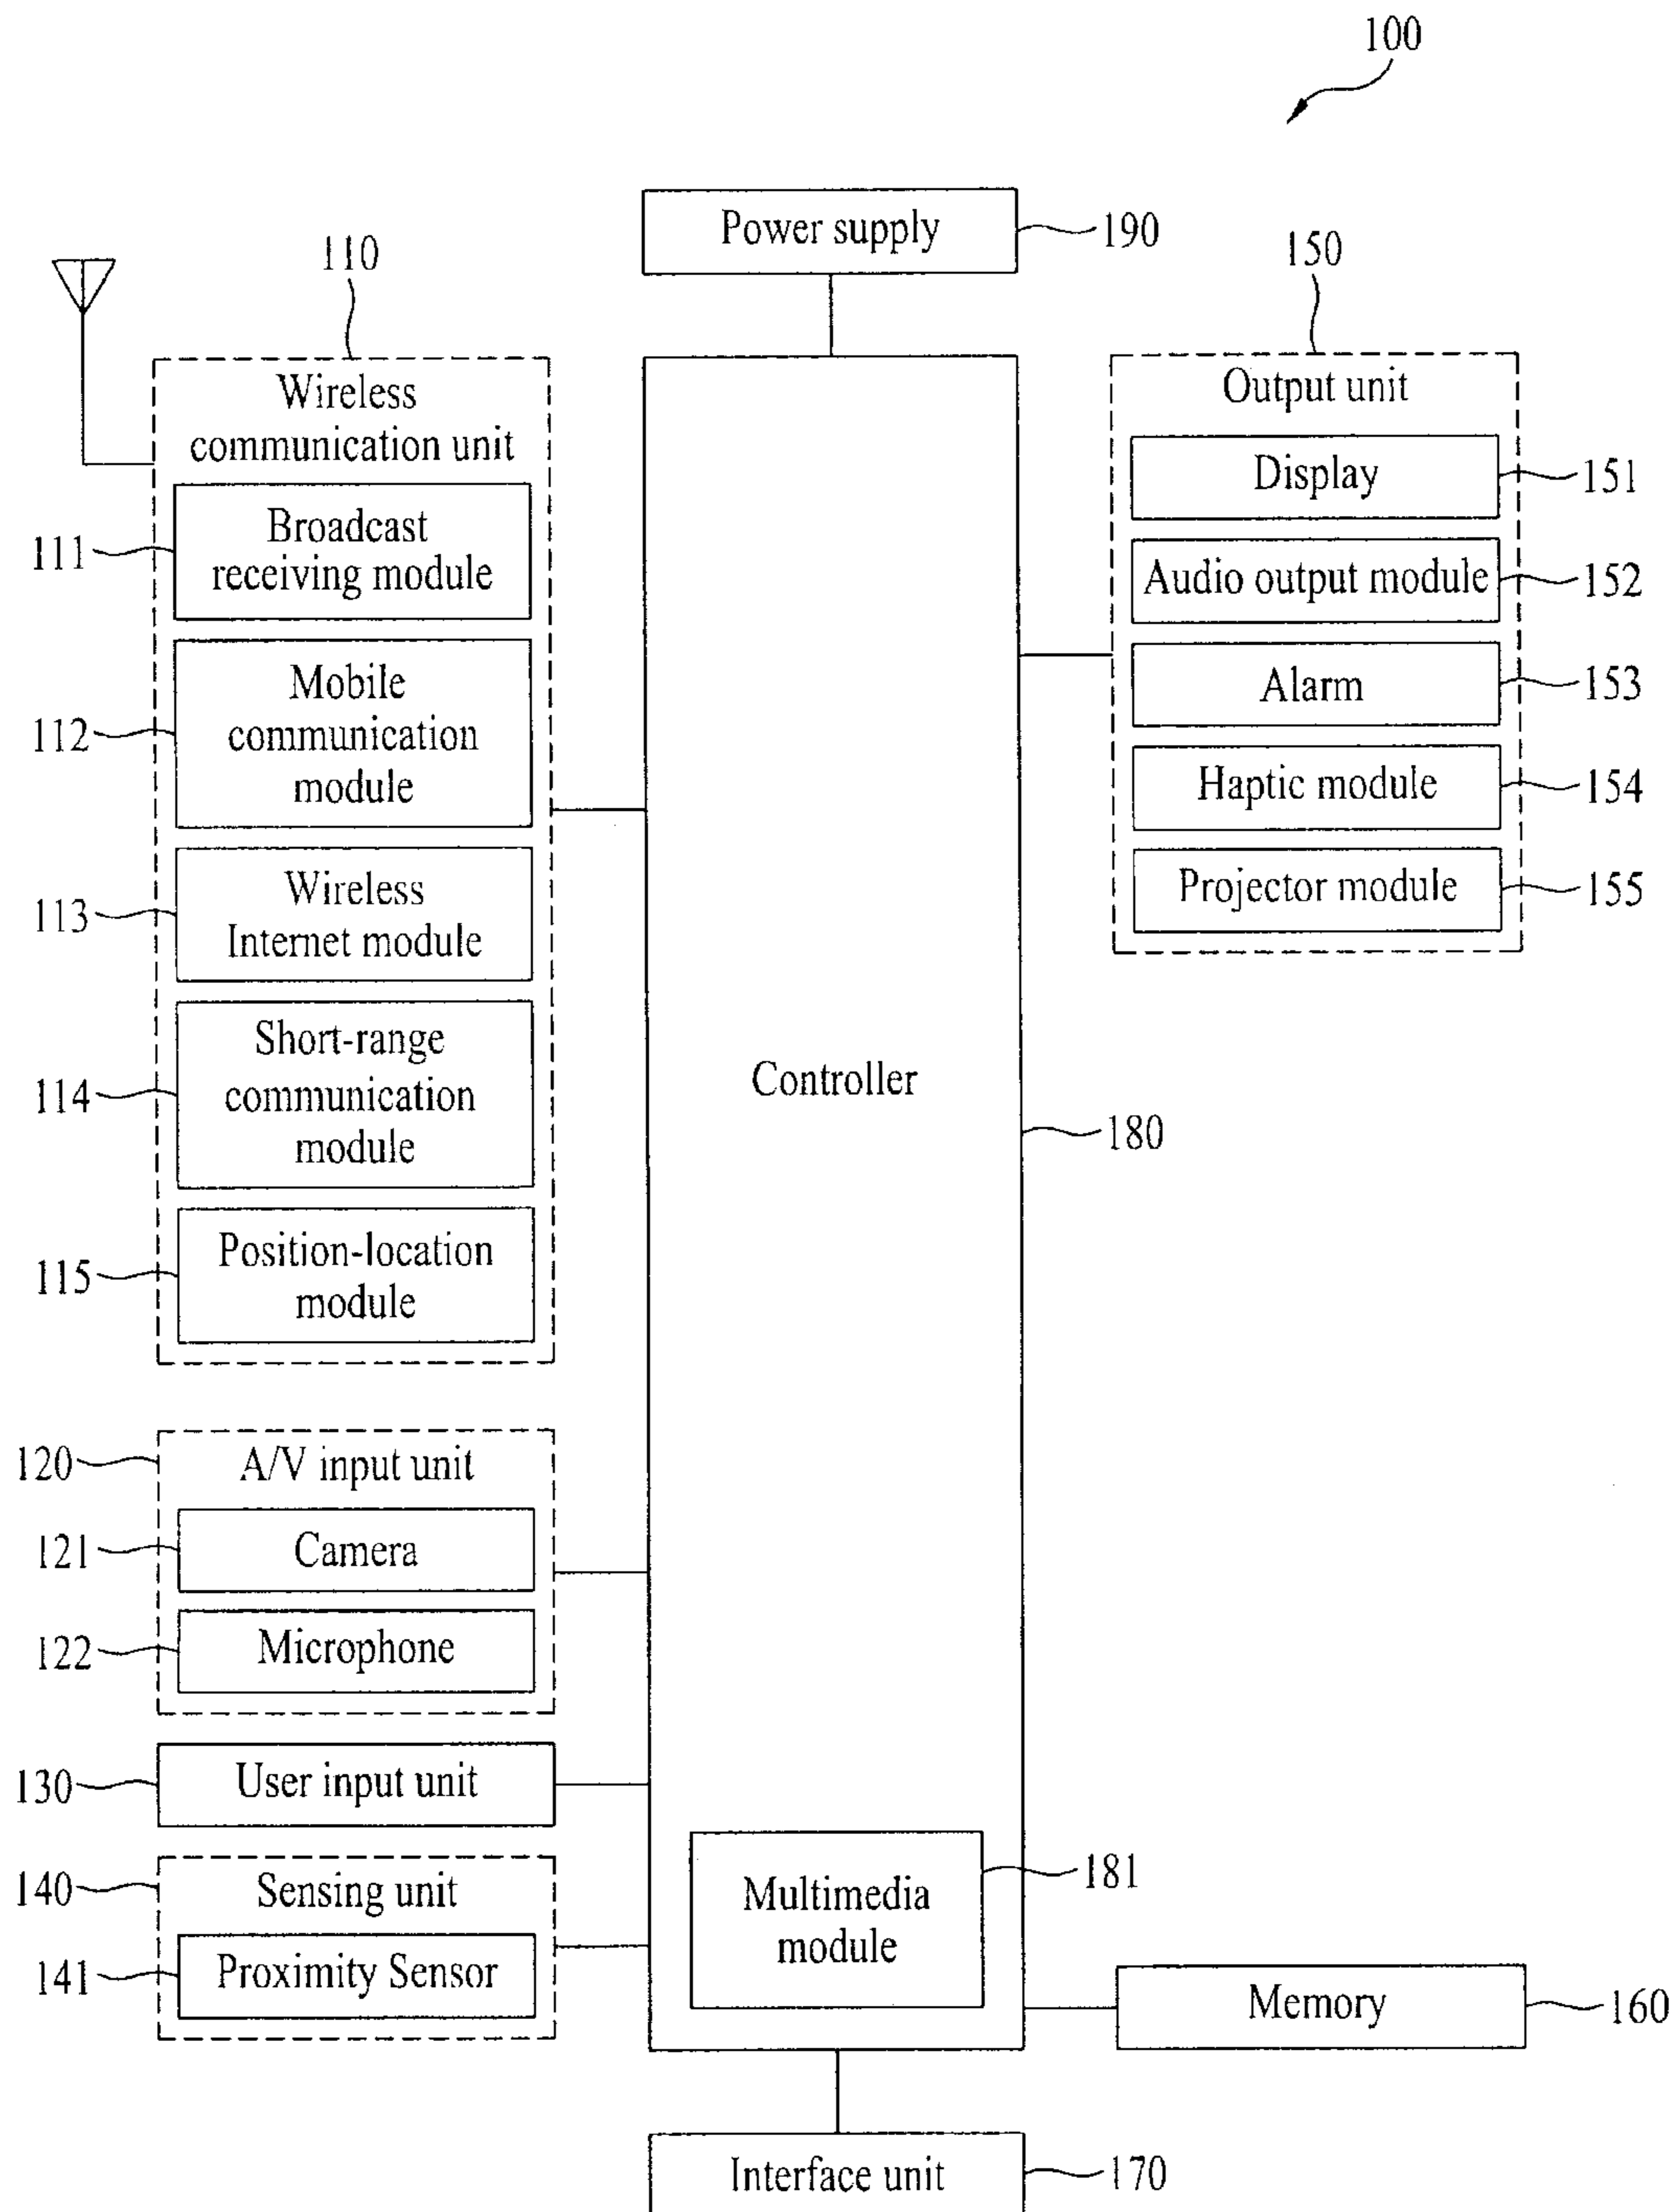 100
Power supply
190
110
150
Wireless
communication unit
Output unit
Display
151
111
Broadcast
receiving module
Audio output module
152
Alarm
153
112
Mobile
communication
module
Haptic module
154
113
Wireless
Internet module
Projector module
155
114
Short-range
communication
module
Controller
180
115
Position-location
module
120
A/V input unit
121
Camera
122
Microphone
130
User input unit
140
Sensing unit
141
Proximity Sensor
Multimedia
module
181
Memory
160
Interface unit
170